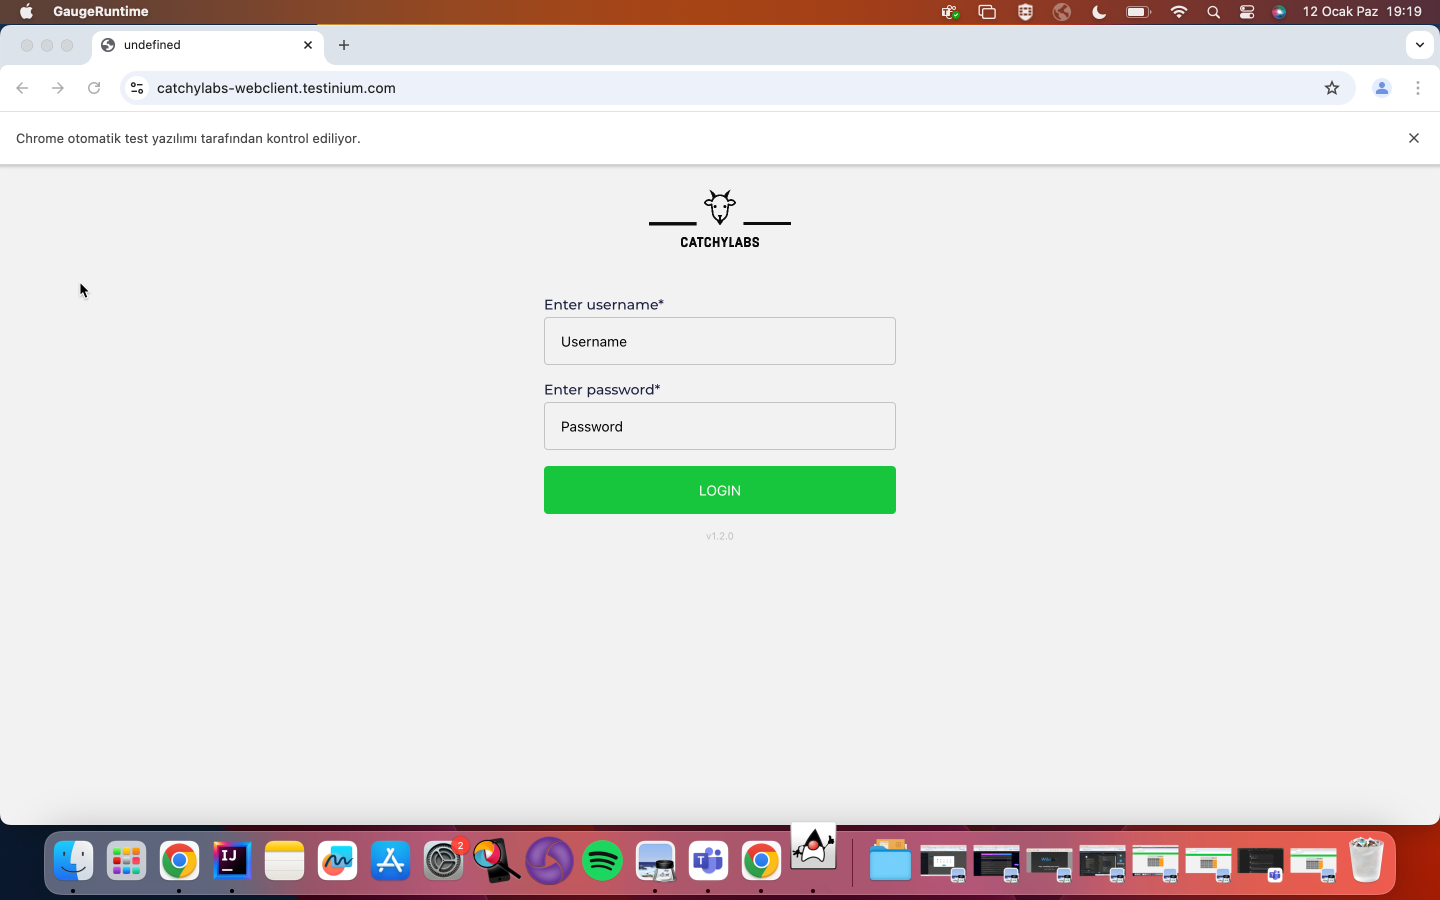 GaugeRuntime
12 Ocak Paz 19:19
undefined
catchylabs-webclient.testinium.com
Chrome otomatik test yazılımı tarafından kontrol ediliyor.
CATCHYLABS
Enter username*
Username
Enter password*
Password
LOGIN
v1.2.0
2
IJ